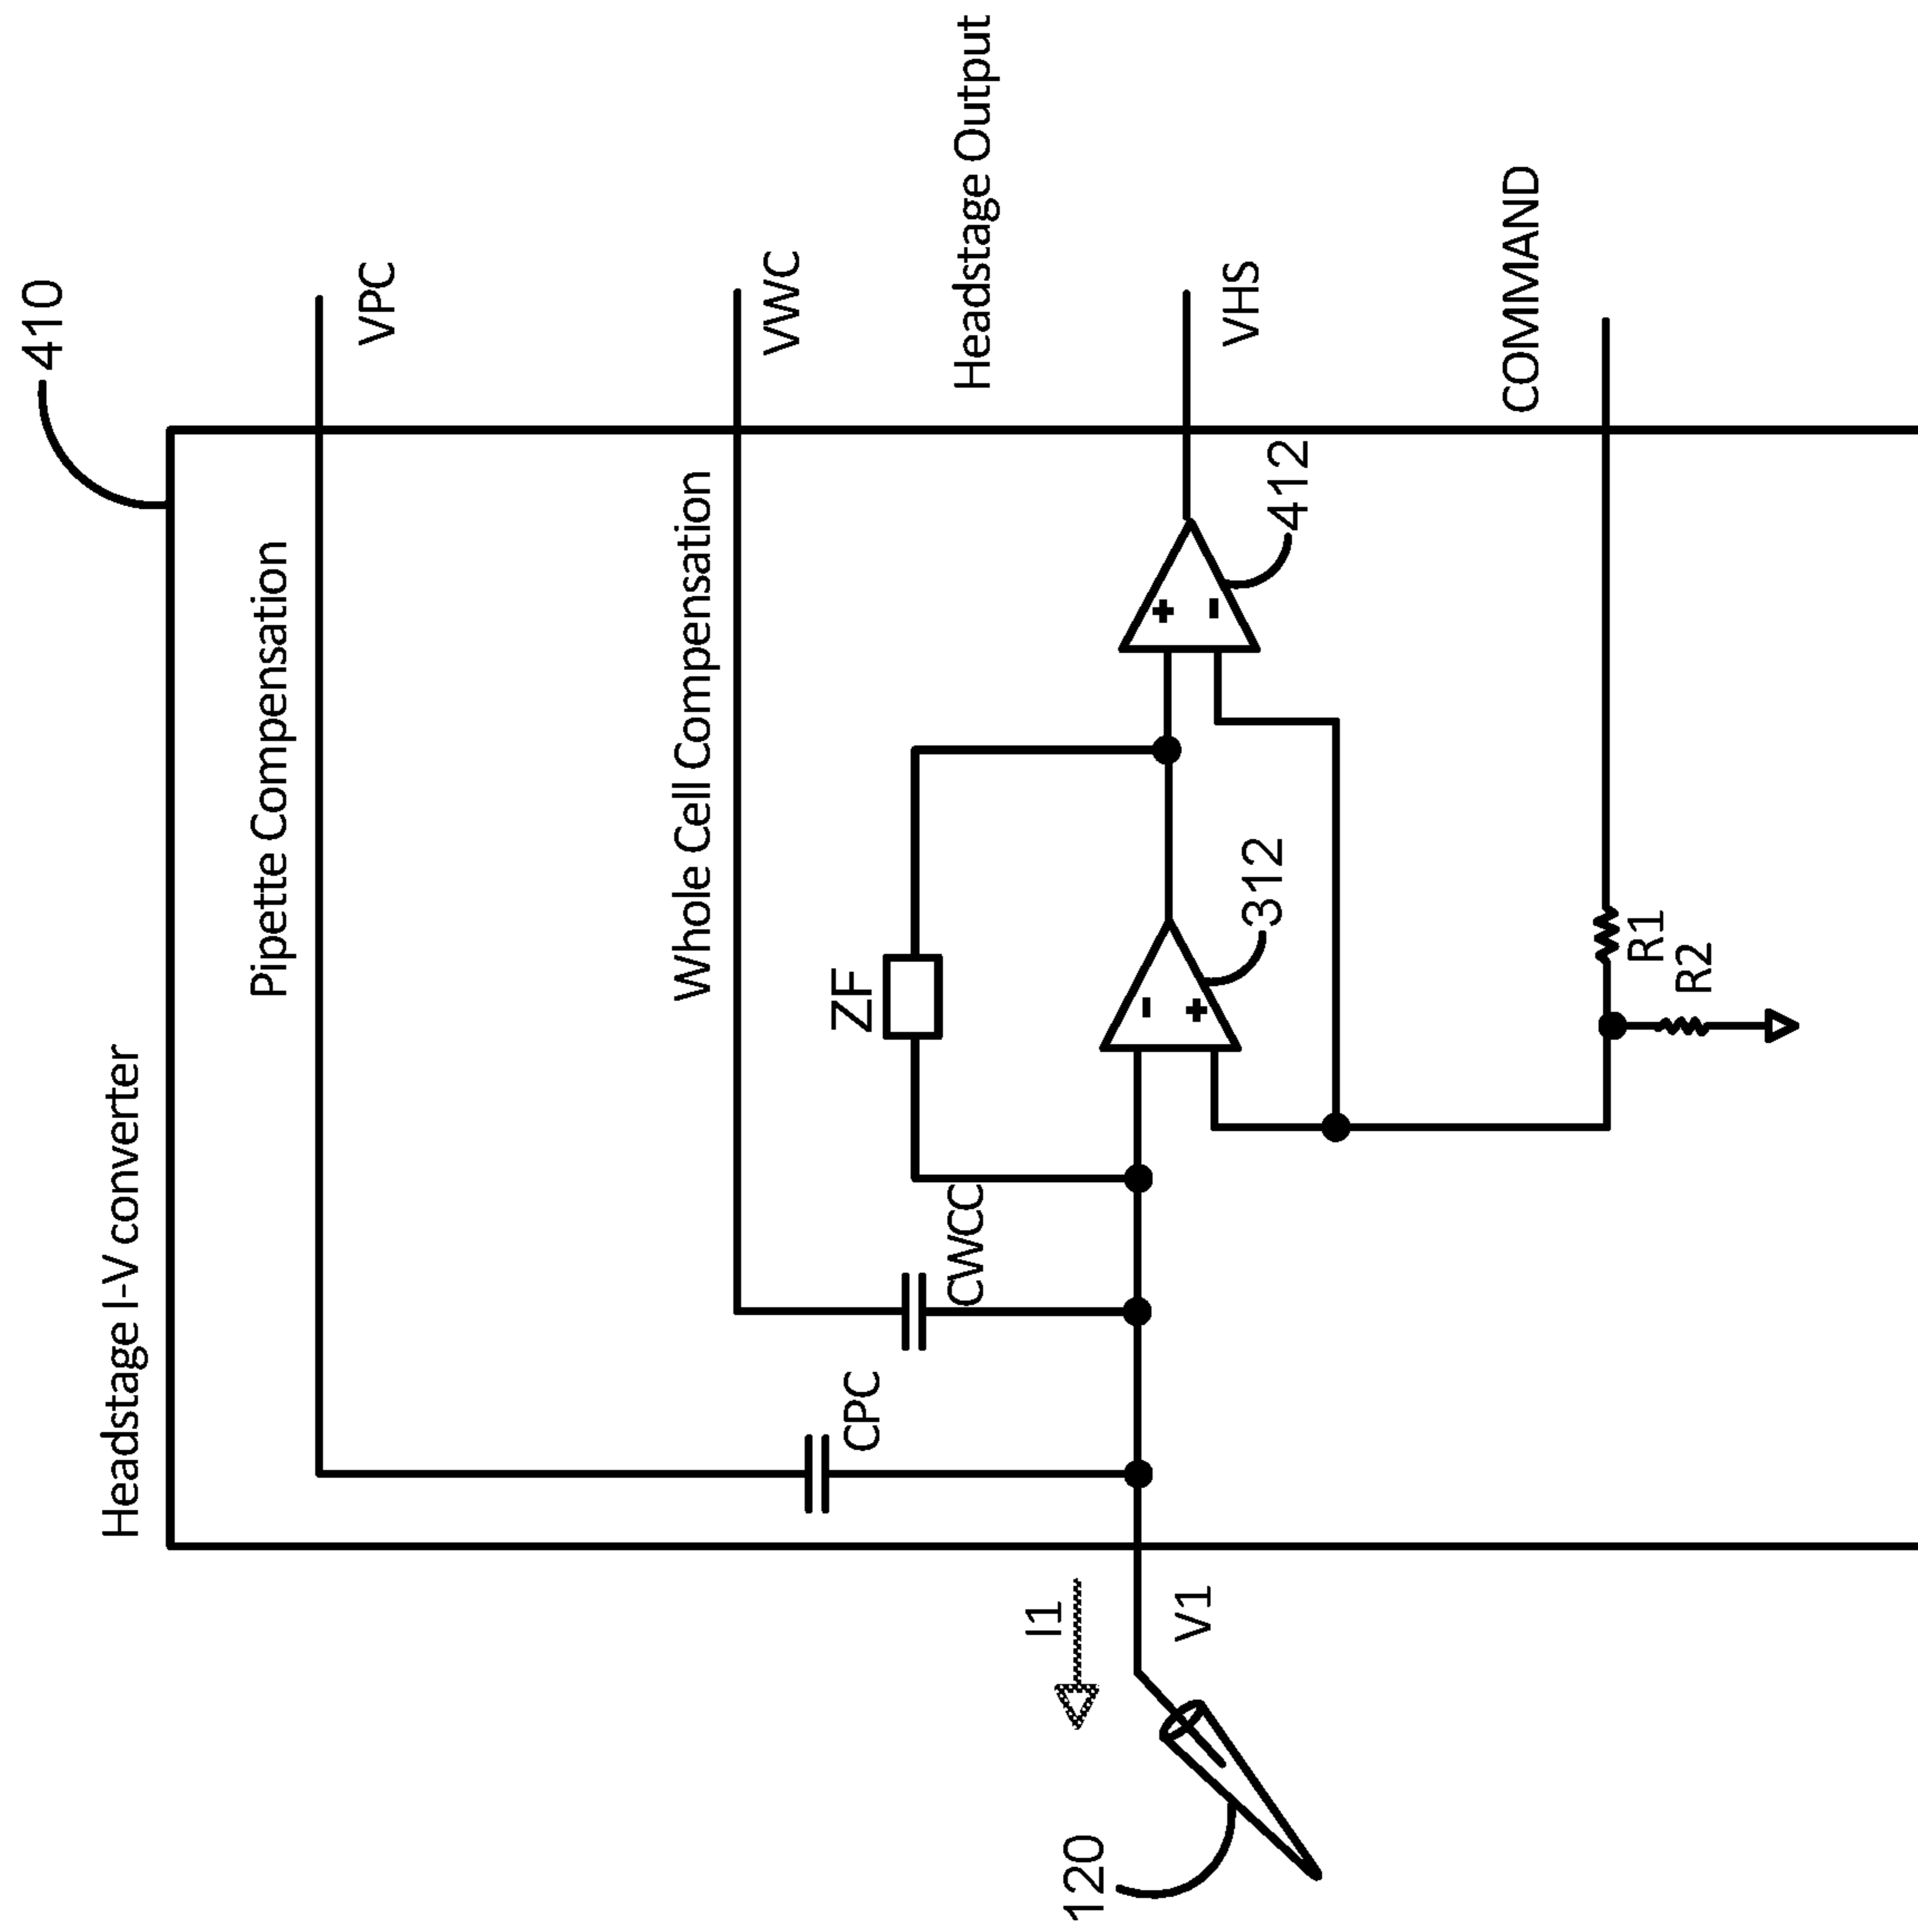 410
Headstage I-V converter
Pipette Compensation
VPC
Whole Cell Compensation
VWC
ZF
CPC
CWCC
Headstage Output
I1
120
V1
-
+
312
+
-
412
VHS
COMMAND
R1
R2